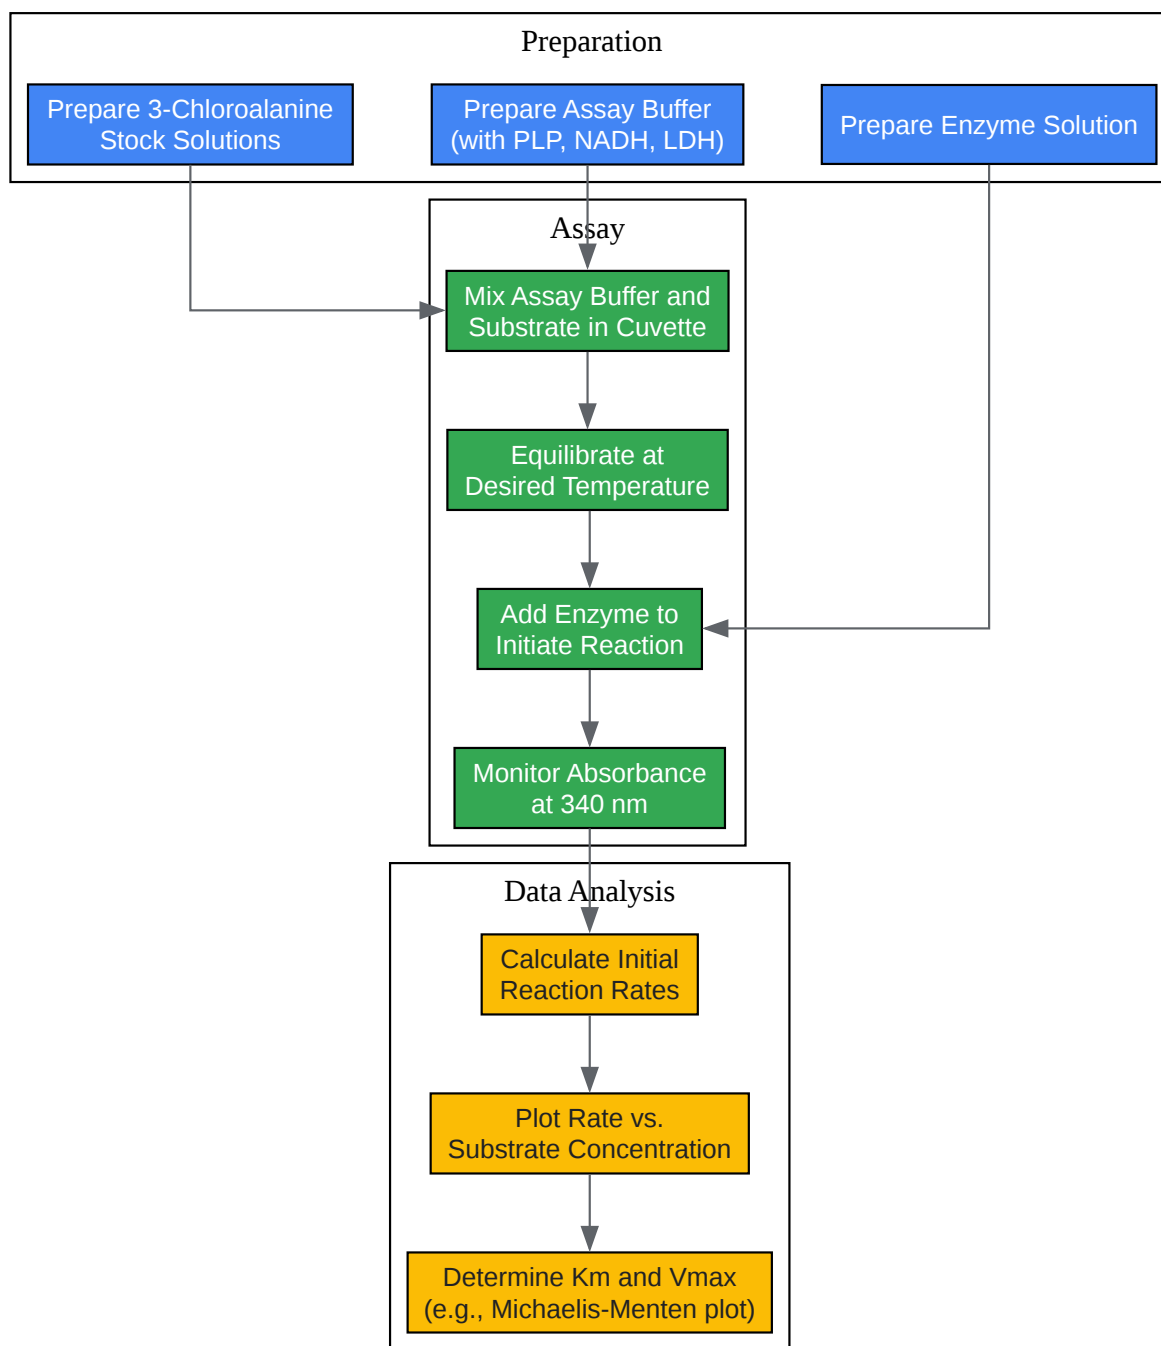 Preparation
Prepare 3-Chloroalanine
Stock Solutions
Prepare Assay Buffer
(with PLP, NADH, LDH)
Prepare Enzyme Solution
Assay
Mix Assay Buffer and
Substrate in Cuvette
Equilibrate at
Desired Temperature
Add Enzyme to
Initiate Reaction
Monitor Absorbance
at 340 nm
Data Analysis
Calculate Initial
Reaction Rates
Plot Rate vs.
Substrate Concentration
Determine Km and Vmax
(e.g., Michaelis-Menten plot)